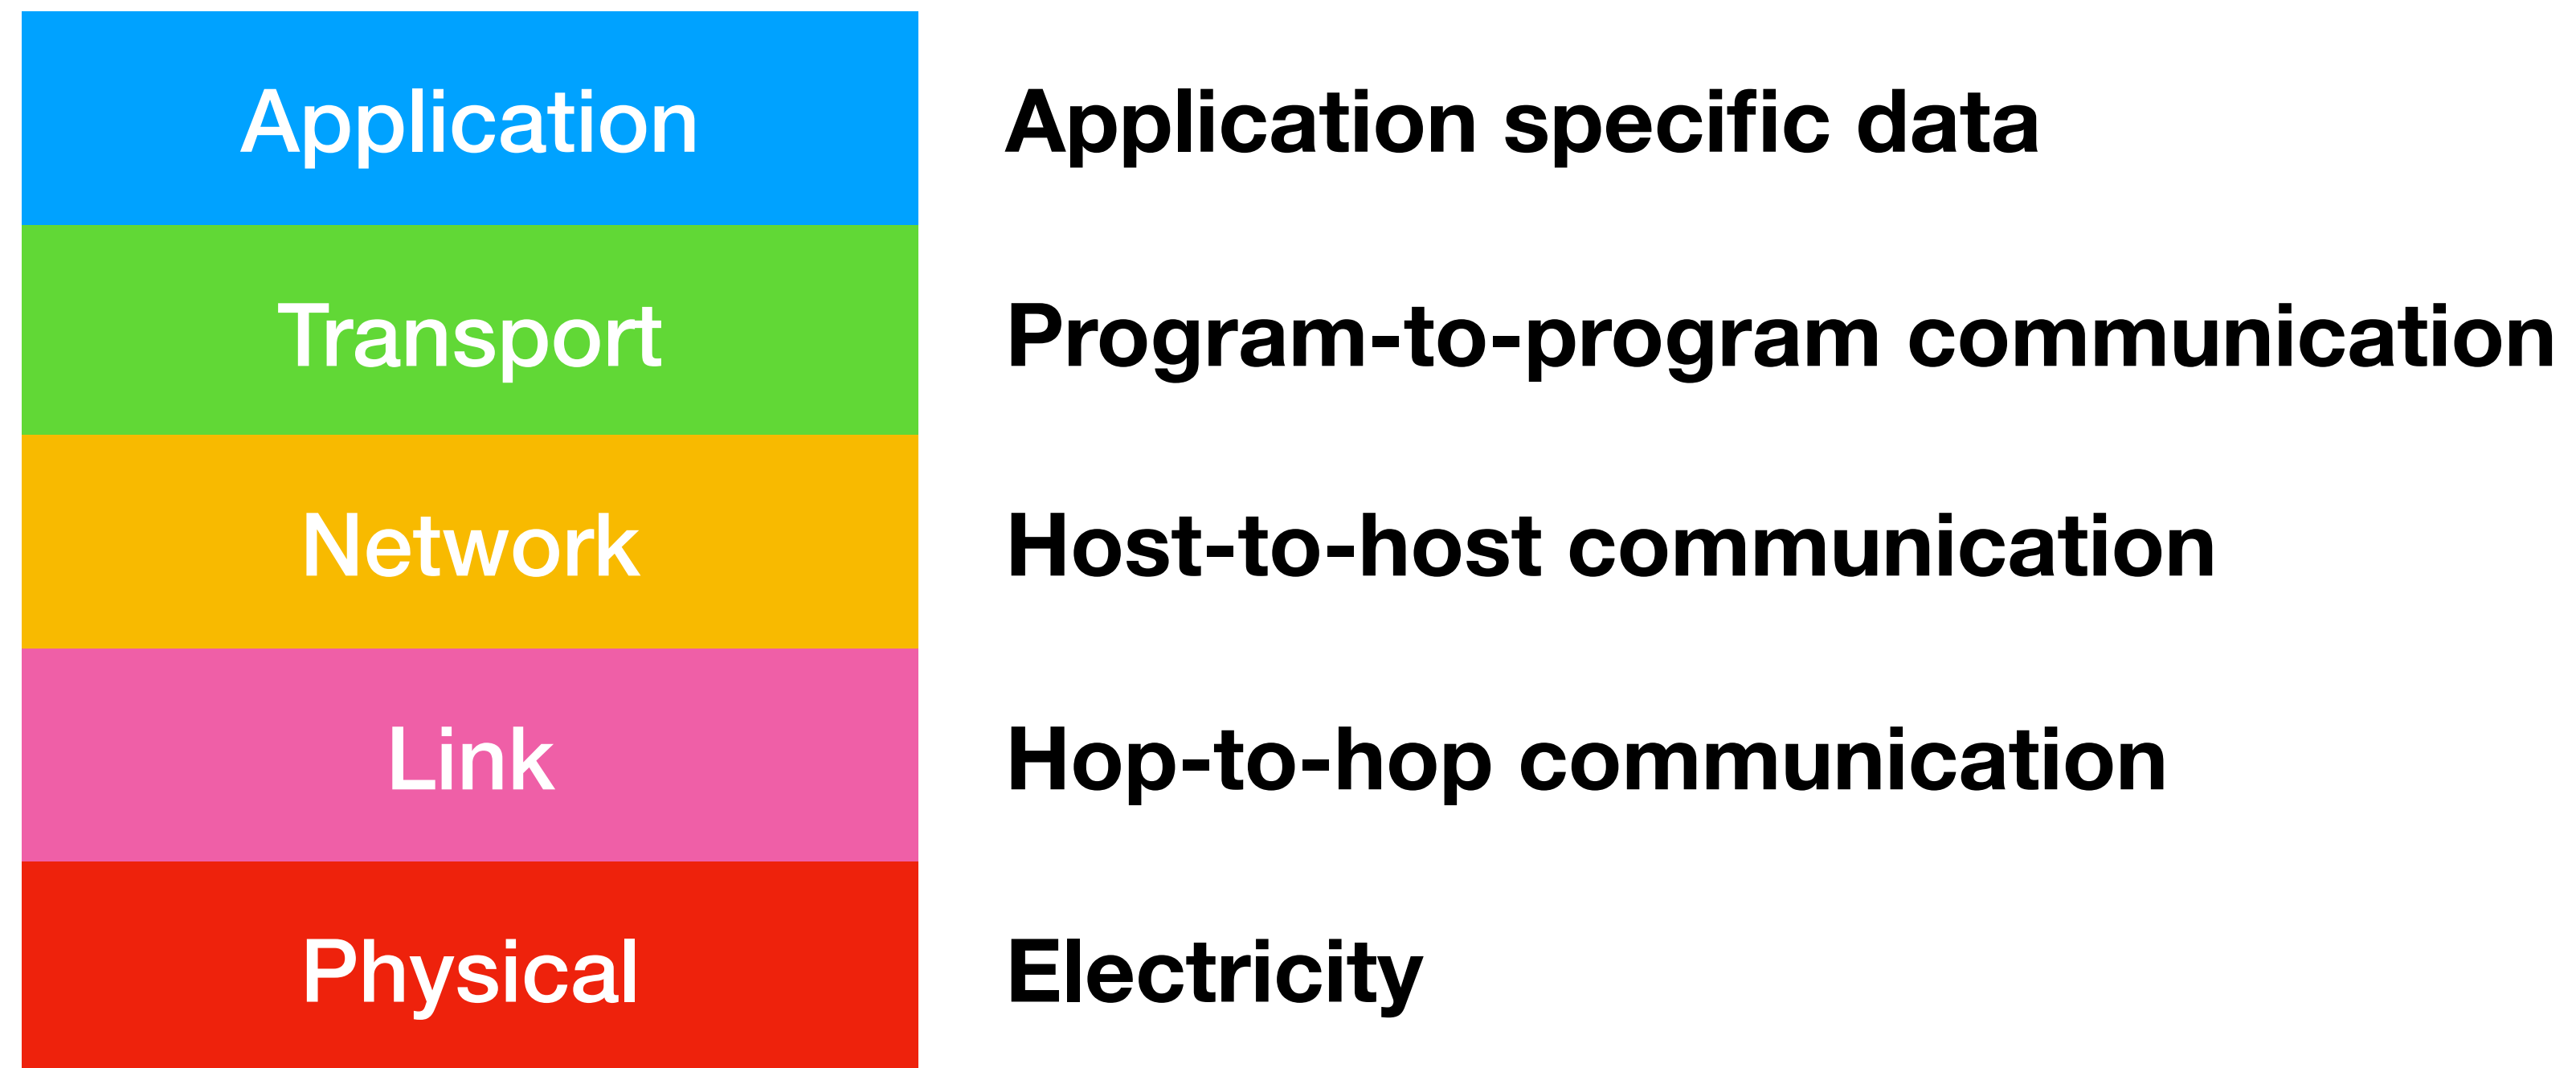 Application Application specific data
Transport Program-to-program communication
Network Host-to-host communication
Link Hop-to-hop communication
Physical Electricity